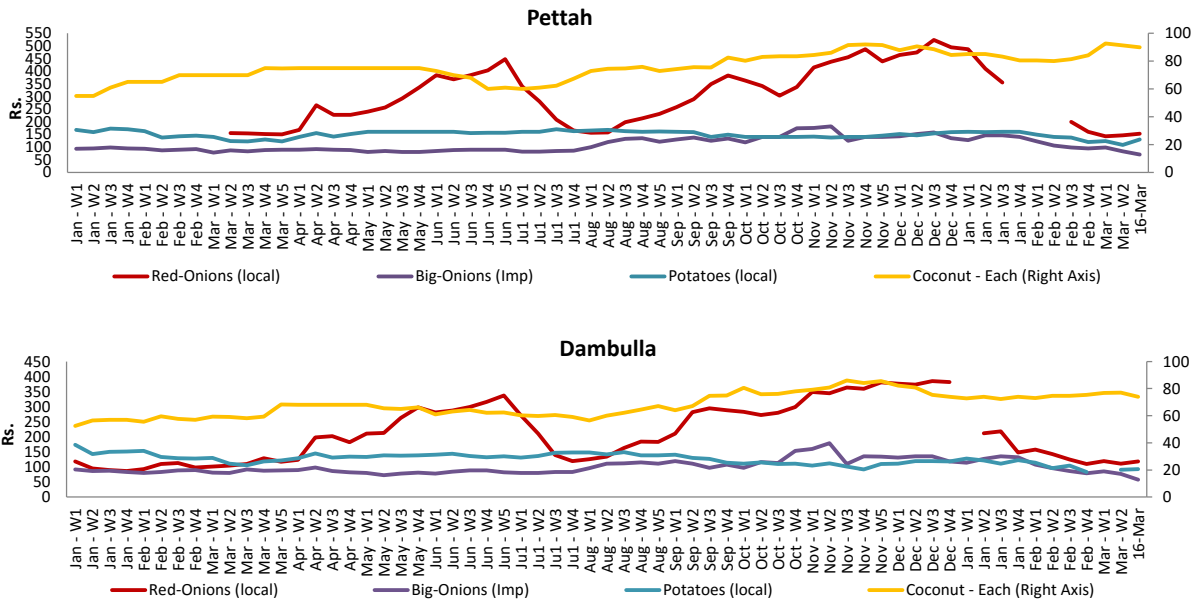 Pettah
550
500
450
400
350
300
250
200
150
100
50
0
Rs.
100
80
60
40
20
0
Jan - W1
Jan - W2
Jan - W3
Jan - W4
Feb - W1
Feb - W2
Feb - W3
Feb - W4
Mar - W1
Mar - W2
Mar - W3
Mar - W4
Mar - W5
Apr - W1
Apr - W2
Apr - W3
Apr - W4
May - W1
May - W2
May - W3
May - W4
Jun - W1
Jun - W2
Jun - W3
Jun - W4
Jun - W5
Ju1 - W1
Ju1 - W2
Ju1 - W3
Ju1 - W4
Aug - W1
Aug - W2
Aug - W3
Aug - W4
Aug - W5
Sep - W1
Sep - W2
Sep - W3
Sep - W4
Oct - W1
Oct - W2
Oct - W3
Oct - W4
Nov - W1
Nov - W2
Nov - W3
Nov - W4
Nov - W5
Dec - W1
Dec - W2
Dec - W3
Dec - W4
Jan - W1
Jan - W2
Jan - W3
Jan - W4
Feb - W1
Feb - W2
Feb - W3
Feb - W4
Mar - W1
Mar - W2
16-Mar
Red-Onions (local) Big-Onions (Imp) Potatoes (local) Coconut - Each (Right Axis)
Dambulla
450
400
350
300
250
200
150
100
50
0
Rs.
100
80
60
40
20
0
Jan - W1
Jan - W2
Jan - W3
Jan - W4
Feb - W1
Feb - W2
Feb - W3
Feb - W4
Mar - W1
Mar - W2
Mar - W3
Mar - W4
Mar - W5
Apr - W1
Apr - W2
Apr - W3
Apr - W4
May - W1
May - W2
May - W3
May - W4
Jun - W1
Jun - W2
Jun - W3
Jun - W4
Jun - W5
Ju1 - W1
Ju1 - W2
Ju1 - W3
Ju1 - W4
Aug - W1
Aug - W2
Aug - W3
Aug - W4
Aug - W5
Sep - W1
Sep - W2
Sep - W3
Sep - W4
Oct - W1
Oct - W2
Oct - W3
Oct - W4
Nov - W1
Nov - W2
Nov - W3
Nov - W4
Nov - W5
Dec - W1
Dec - W2
Dec - W3
Dec - W4
Jan - W1
Jan - W2
Jan - W3
Jan - W4
Feb - W1
Feb - W2
Feb - W3
Feb - W4
Mar - W1
Mar - W2
16-Mar
Red-Onions (local) Big-Onions (Imp) Potatoes (local) Coconut - Each (Right Axis)